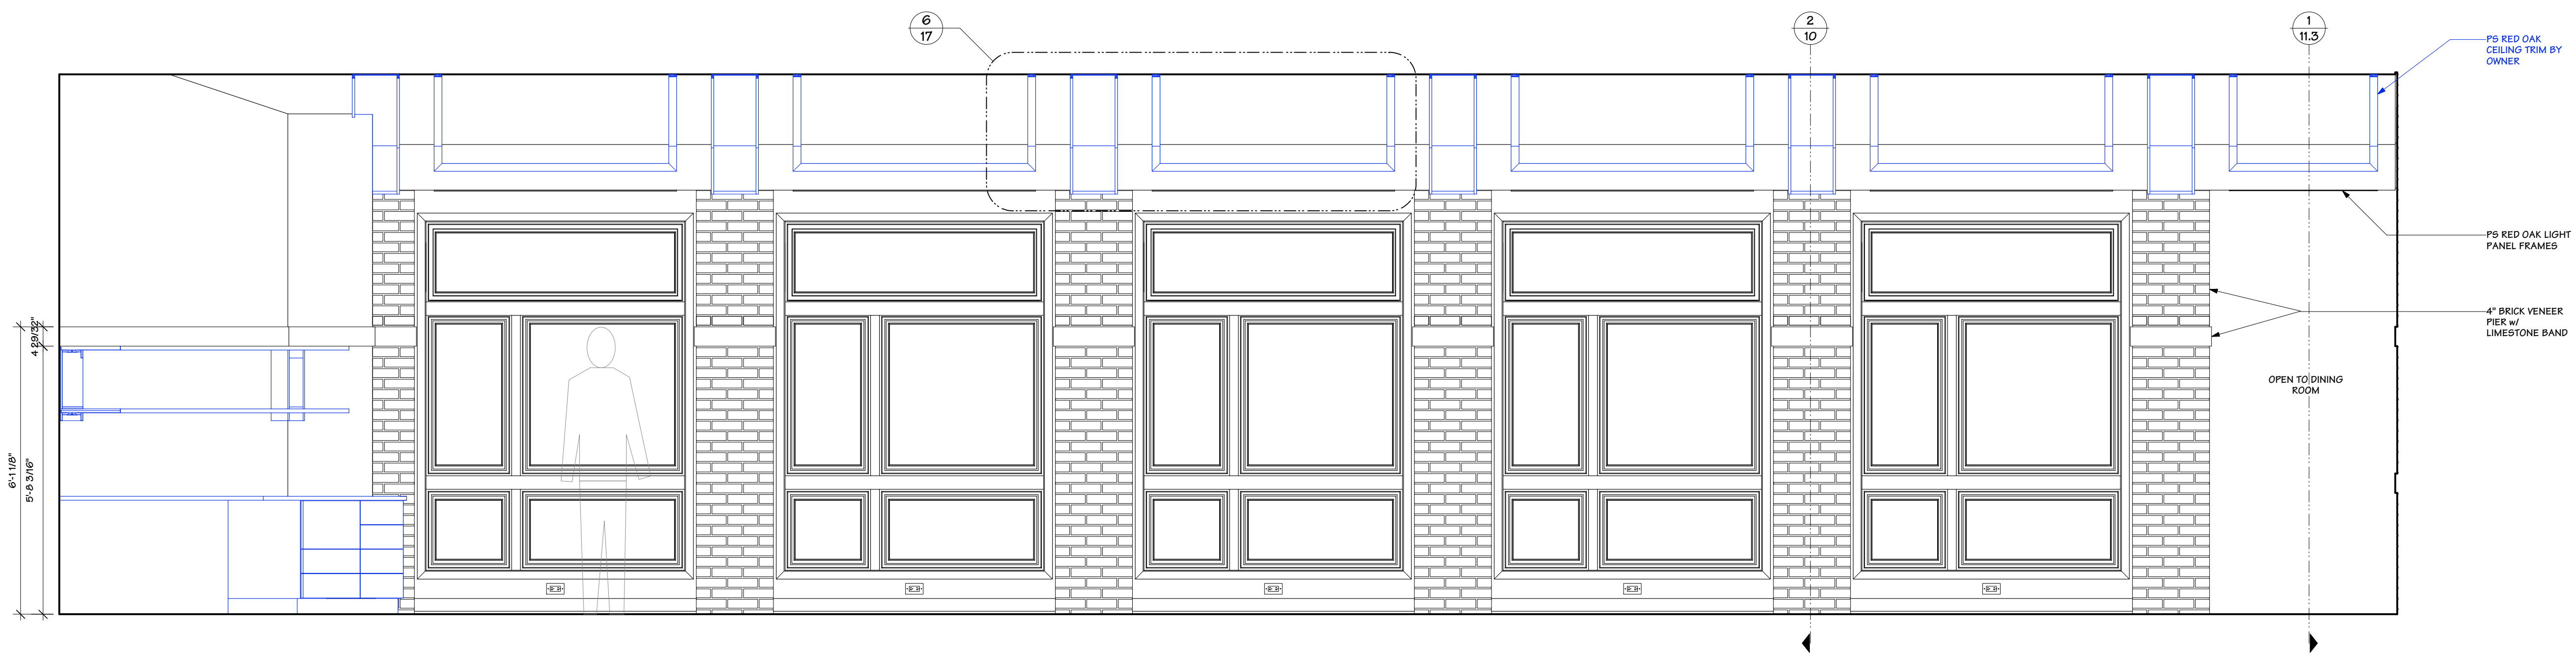 6
17
2
10
1
11.3
PS RED OAK
CEILING TRIM BY
OWNER
PS RED OAK LIGHT
PANEL FRAMES
4" BRICK VENEER
PIER w/
LIMESTONE BAND
OPEN TO DINING
ROOM
4 29/32"
6'-1 1/8"
5'-8 3/16"